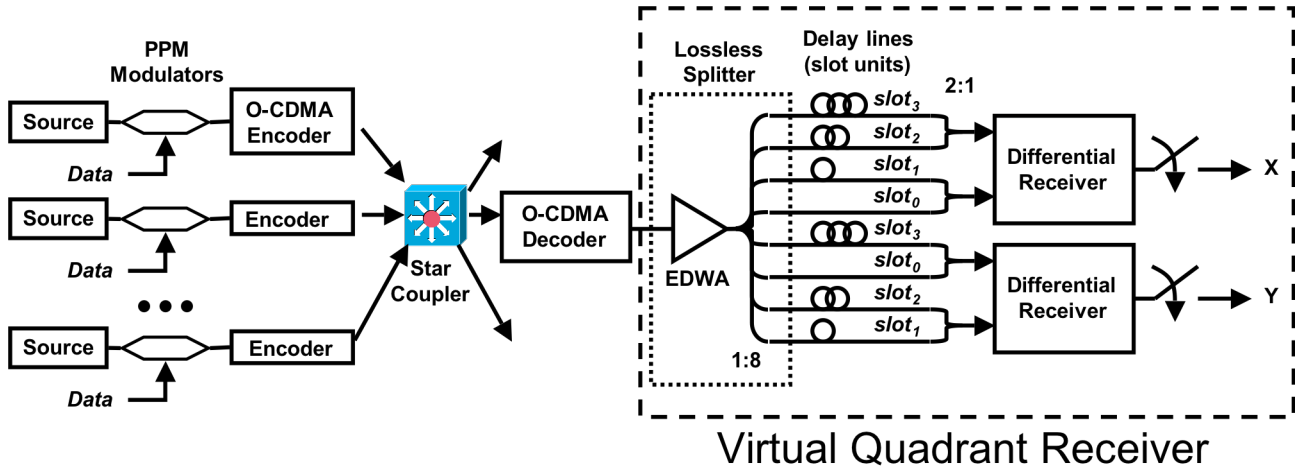 PPM
Modulators
Source
O-CDMA
Encoder
Data
Source
Encoder
Data
Source
Encoder
Data
Star
Coupler
O-CDMA
Decoder
Lossless
Splitter
EDWA
1:8
Delay lines
(slot units)
2:1
slot3
slot2
slot1
slot0
slot3
slot0
slot2
slot1
Differential
Receiver
X
Differential
Receiver
Y
Virtual Quadrant Receiver